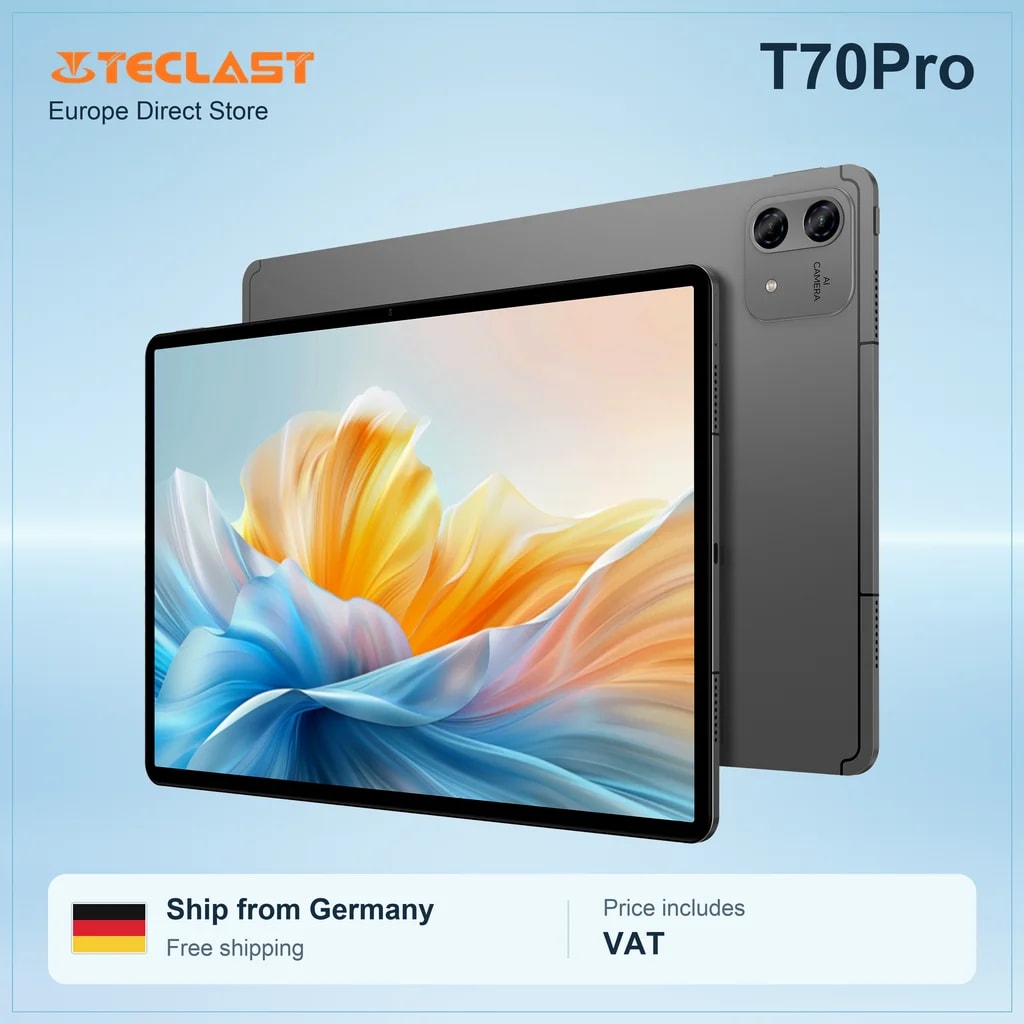 TECLAST
Europe Direct Store
T70Pro
AI
CAMERA
Ship from Germany
Free shipping
Price includes
VAT